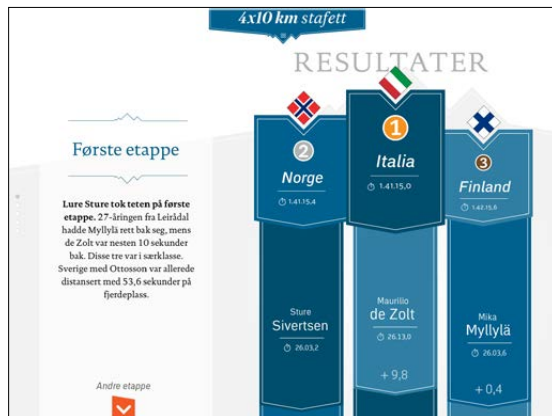 4x10 km stafett
RESULTATER
Første etappe
Lure Sture tok teten på første
etappe. 27-åringen fra Leirådal
hadde Myllylä rett bak seg, mens
de Zolt var nesten 10 sekunder
bak. Disse tre var i særklasse.
Sverige med Ottosson var allerede
distansert med 53,6 sekunder på
fjerdeplass.
Andre etappe
2
Norge
1.41.15,4
Sture
Sivertsen
26.03,2
1
Italia
1.41.15,0
Maurilio
de Zolt
26.13,0
+ 9,8
3
Finland
1.42.15,6
Mika
Myllylä
26.03,6
+ 0,4